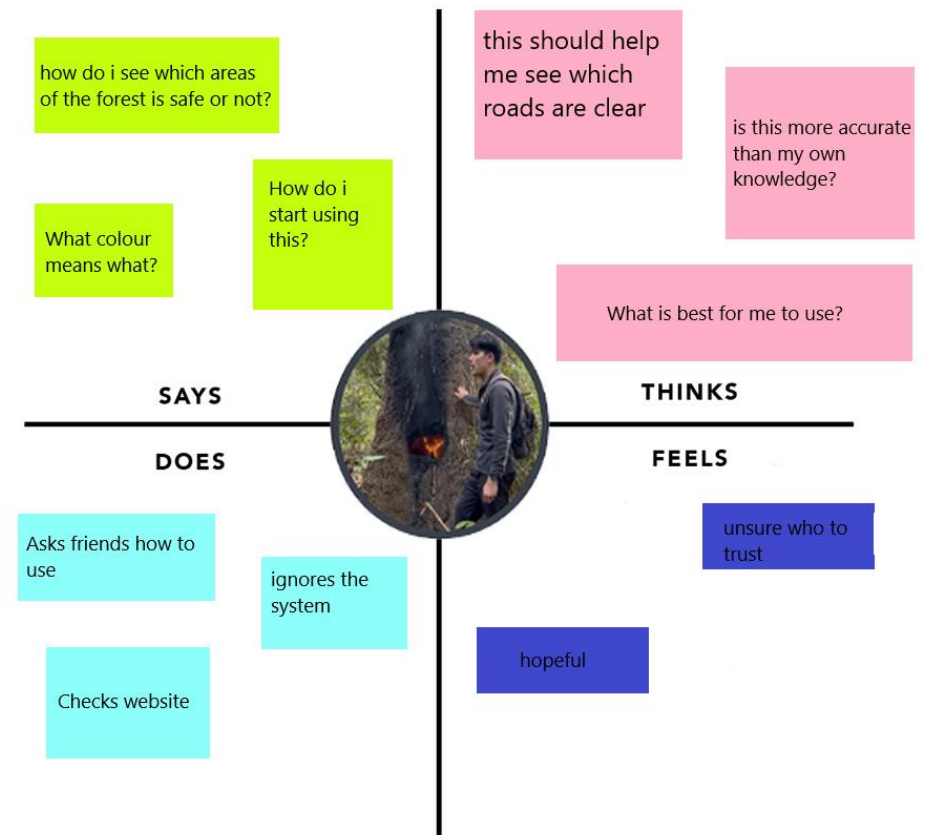 how do i see which areas
of the forest is safe or not?
How do i
start using
this?
What colour
means what?
SAYS
this should help
me see which
roads are clear
is this more accurate
than my own
knowledge?
What is best for me to use?
THINKS
DOES
Asks friends how to
use
ignores the
system
Checks website
FEELS
unsure who to
trust
hopeful